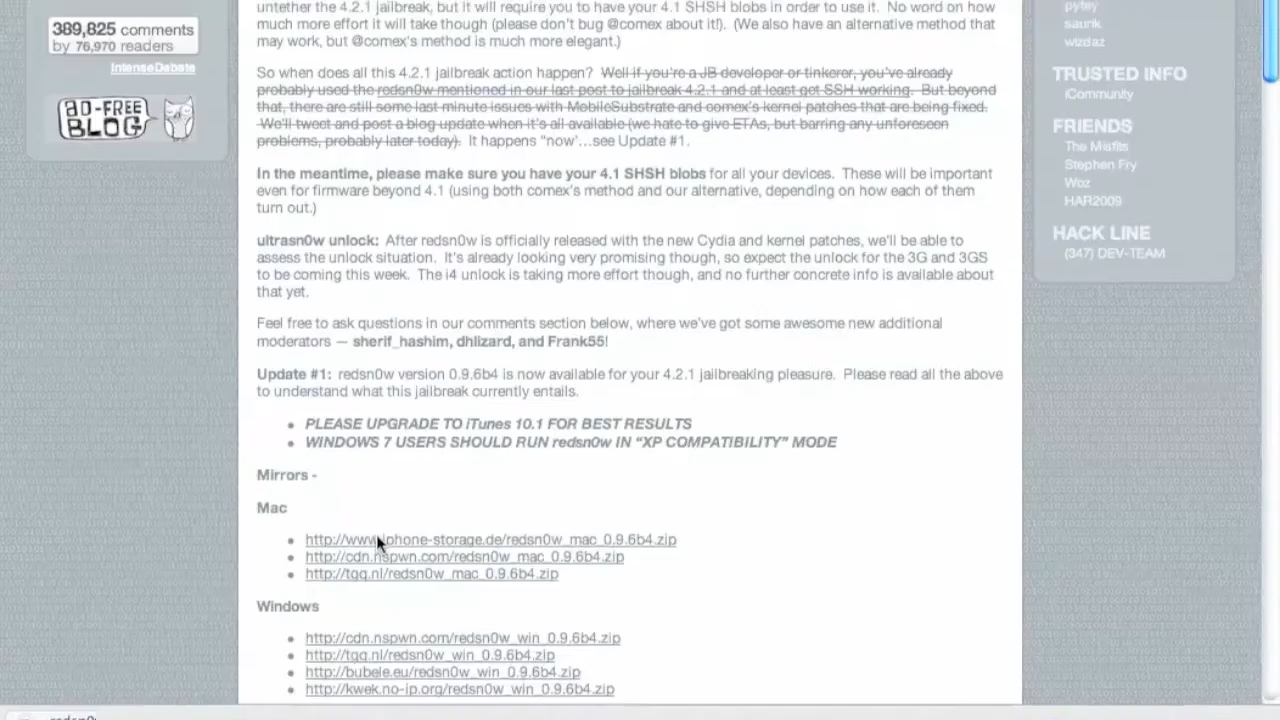 389,825 comments
by 76,970 readers
IntenseDebate
AD-FREE
BLOG
untether the 4.2.1 jailbreak, but it will require you to have your 4.1 SHSH blobs in order to use it.  No word on how
much more effort it will take though (please don't bug @comex about it!).  (We also have an alternative method that
may work, but @comex's method is much more elegant.)
So when does all this 4.2.1 jailbreak action happen?  Well if you're a JB developer or tinkerer, you've already
probably used the redsn0w mentioned in our last post to jailbreak 4.2.1 and at least get SSH working.  But beyond
that, there are still some last minute issues with MobileSubstrate and comex's kernel patches that are being fixed.
We'll tweet and post a blog update when it's all available (we hate to give ETAs, but barring any unforeseen
problems, probably later today).  It happens "now"…see Update #1.
In the meantime, please make sure you have your 4.1 SHSH blobs for all your devices.  These will be important
even for firmware beyond 4.1 (using both comex's method and our alternative, depending on how each of them
turn out.)
ultrasn0w unlock:  After redsn0w is officially released with the new Cydia and kernel patches, we'll be able to
assess the unlock situation.  It's already looking very promising though, so expect the unlock for the 3G and 3GS
to be coming this week.  The i4 unlock is taking more effort though, and no further concrete info is available about
that yet.
Feel free to ask questions in our comments section below, where we've got some awesome new additional
moderators — sherif_hashim, dhlizard, and Frank55!
Update #1:  redsn0w version 0.9.6b4 is now available for your 4.2.1 jailbreaking pleasure.  Please read all the above
to understand what this jailbreak currently entails.
PLEASE UPGRADE TO iTunes 10.1 FOR BEST RESULTS
WINDOWS 7 USERS SHOULD RUN redsn0w IN "XP COMPATIBILITY" MODE
Mirrors -
Mac
http://www.iphone-storage.de/redsn0w_mac_0.9.6b4.zip
http://cdn.nspwn.com/redsn0w_mac_0.9.6b4.zip
http://tgq.nl/redsn0w_mac_0.9.6b4.zip
Windows
http://cdn.nspwn.com/redsn0w_win_0.9.6b4.zip
http://tgq.nl/redsn0w_win_0.9.6b4.zip
http://bubele.eu/redsn0w_win_0.9.6b4.zip
http://kwek.no-ip.org/redsn0w_win_0.9.6b4.zip
pytey
saurik
wizdaz
TRUSTED INFO
iCommunity
FRIENDS
The Misfits
Stephen Fry
Woz
HAR2009
HACK LINE
(347) DEV-TEAM